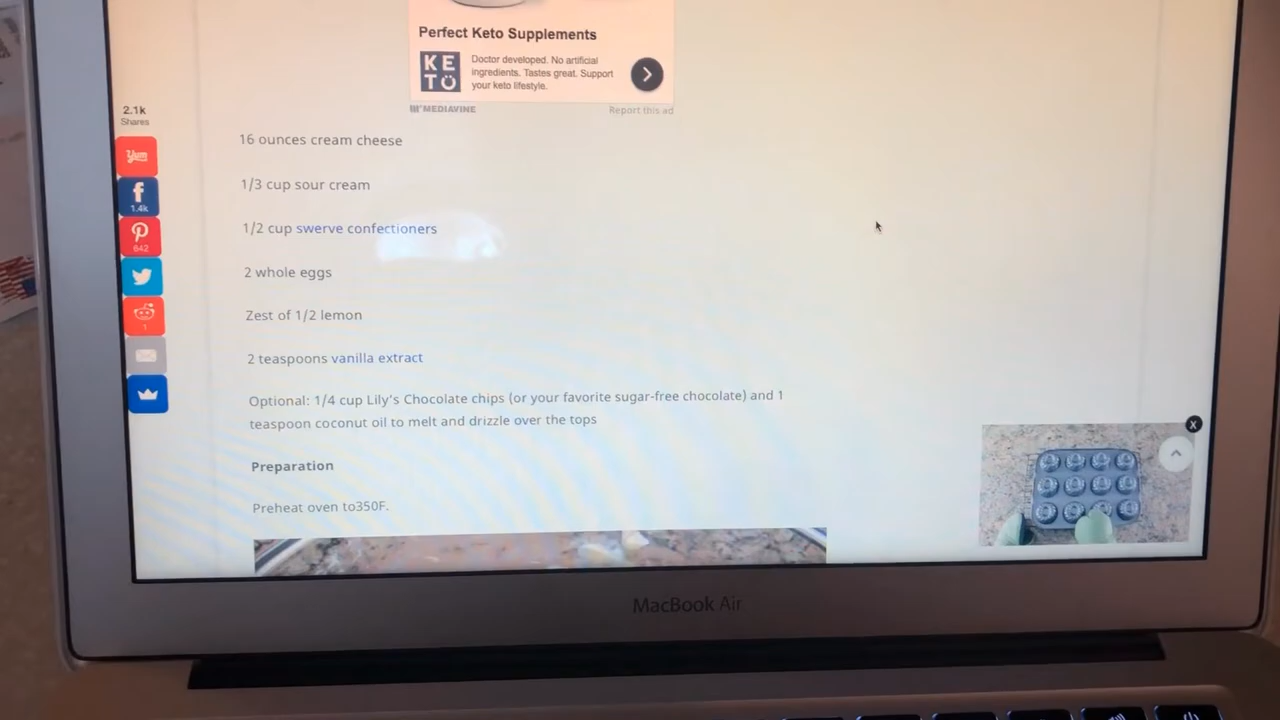 Perfect Keto Supplements
KE
TO
Doctor developed. No artificial
ingredients. Tastes great. Support
your keto lifestyle.
MEDIAVINE
Report this ad
2.1k
Shares
Yum
1.4k
642
1
16 ounces cream cheese
1/3 cup sour cream
1/2 cup swerve confectioners
2 whole eggs
Zest of 1/2 lemon
2 teaspoons vanilla extract
Optional: 1/4 cup Lily's Chocolate chips (or your favorite sugar-free chocolate) and 1
teaspoon coconut oil to melt and drizzle over the tops
Preparation
Preheat oven to350F.
X
MacBook Air